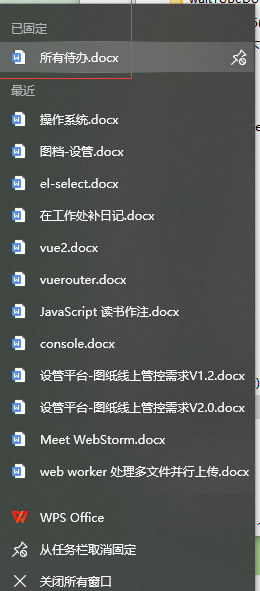 已固定
所有待办.docx
最近
操作系统.docx
图档-设管.docx
el-select.docx
在工作处补日记.docx
vue2.docx
vuerouter.docx
JavaScript 读书作注.docx
console.docx
设管平台-图纸线上管控需求V1.2.docx
设管平台-图纸线上管控需求V2.0.docx
Meet WebStorm.docx
web worker 处理多文件并行上传.docx
WPS Office
从任务栏取消固定
关闭所有窗口